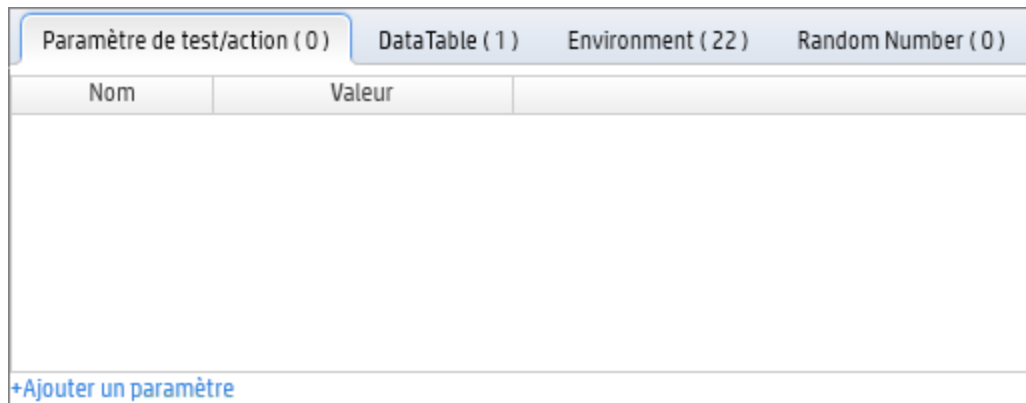 Paramètre de test/action ( 0 ) DataTable ( 1 ) Environment ( 22 ) Random Number ( 0 )
Nom Valeur
+Ajouter un paramètre